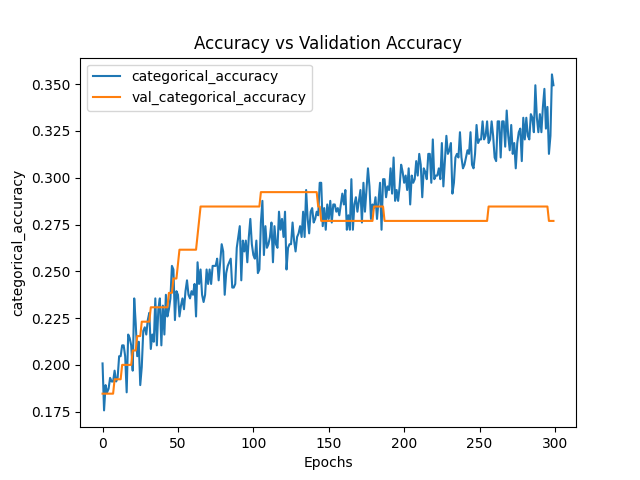 Accuracy vs Validation Accuracy
categorical_accuracy
val_categorical_accuracy
categorical_accuracy
0.350
0.325
0.300
0.275
0.250
0.225
0.200
0.175
0 50 100 150 200 250 300
Epochs